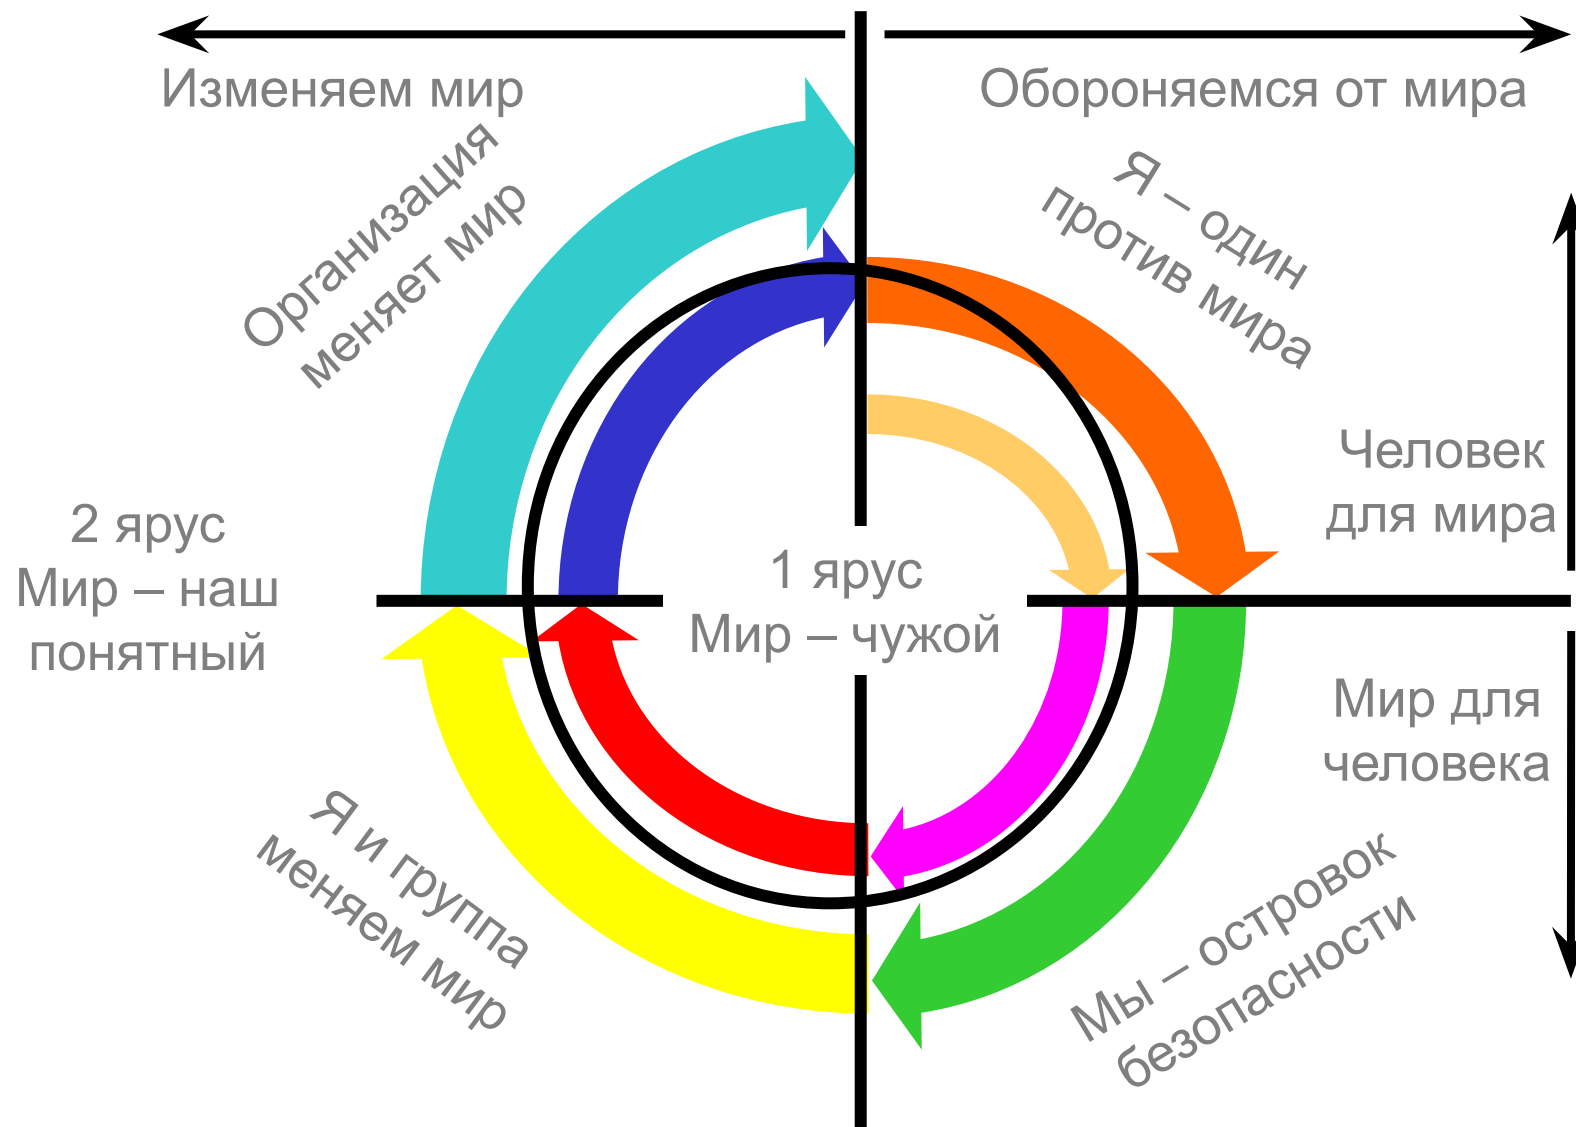 Изменяем мир
Обороняемся от мира
Организация
меняет мир
Я – один
против мира
Человек
для мира
2 ярус
Мир – наш
понятный
1 ярус
Мир – чужой
Мир для
человека
Я и группа
меняем мир
Мы – островок
безопасности